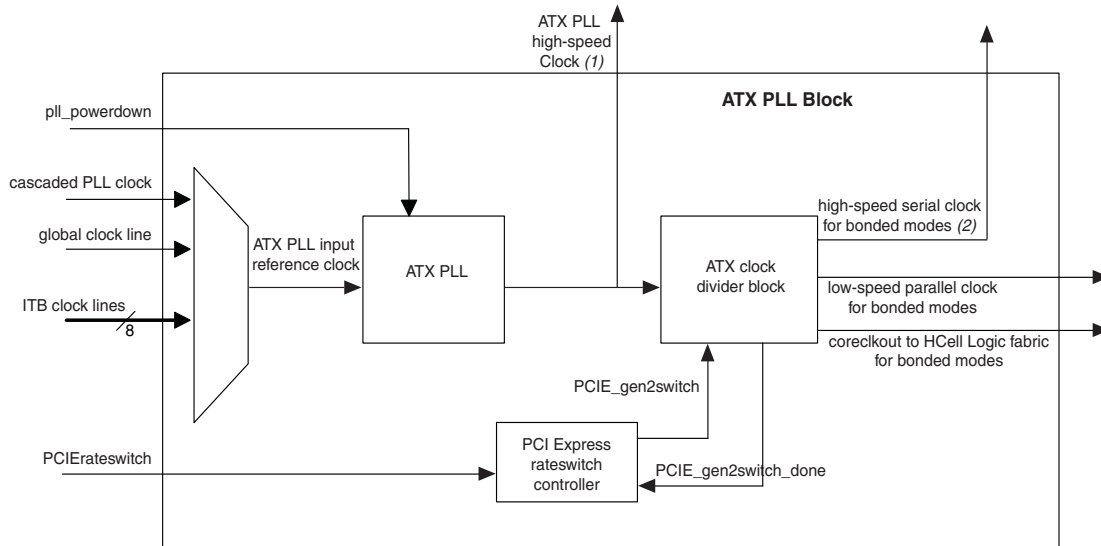 ATX PLL
high-speed
Clock (1)
ATX PLL Block
pll_powerdown
cascaded PLL clock
global clock line
ITB clock lines
8
ATX PLL input
reference clock
ATX PLL
ATX clock
divider block
high-speed serial clock
for bonded modes (2)
low-speed parallel clock
for bonded modes
coreclkout to HCell Logic fabric
for bonded modes
PCIE_gen2switch
PCIErateswitch
PCI Express
rateswitch
controller
PCIE_gen2switch_done